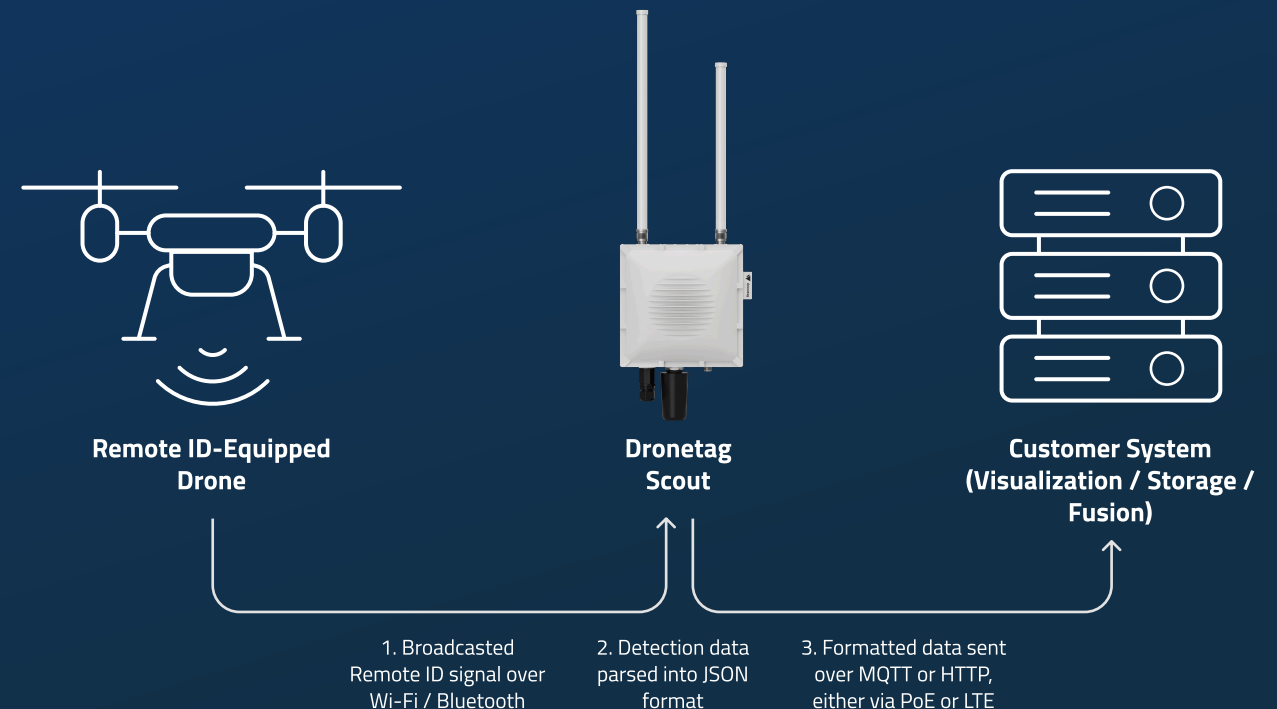 Remote ID-Equipped
Drone
Dronetag
Scout
Customer System
(Visualization / Storage /
Fusion)
1. Broadcasted
Remote ID signal over
Wi-Fi / Bluetooth
2. Detection data
parsed into JSON
format
3. Formatted data sent
over MQTT or HTTP,
either via PoE or LTE